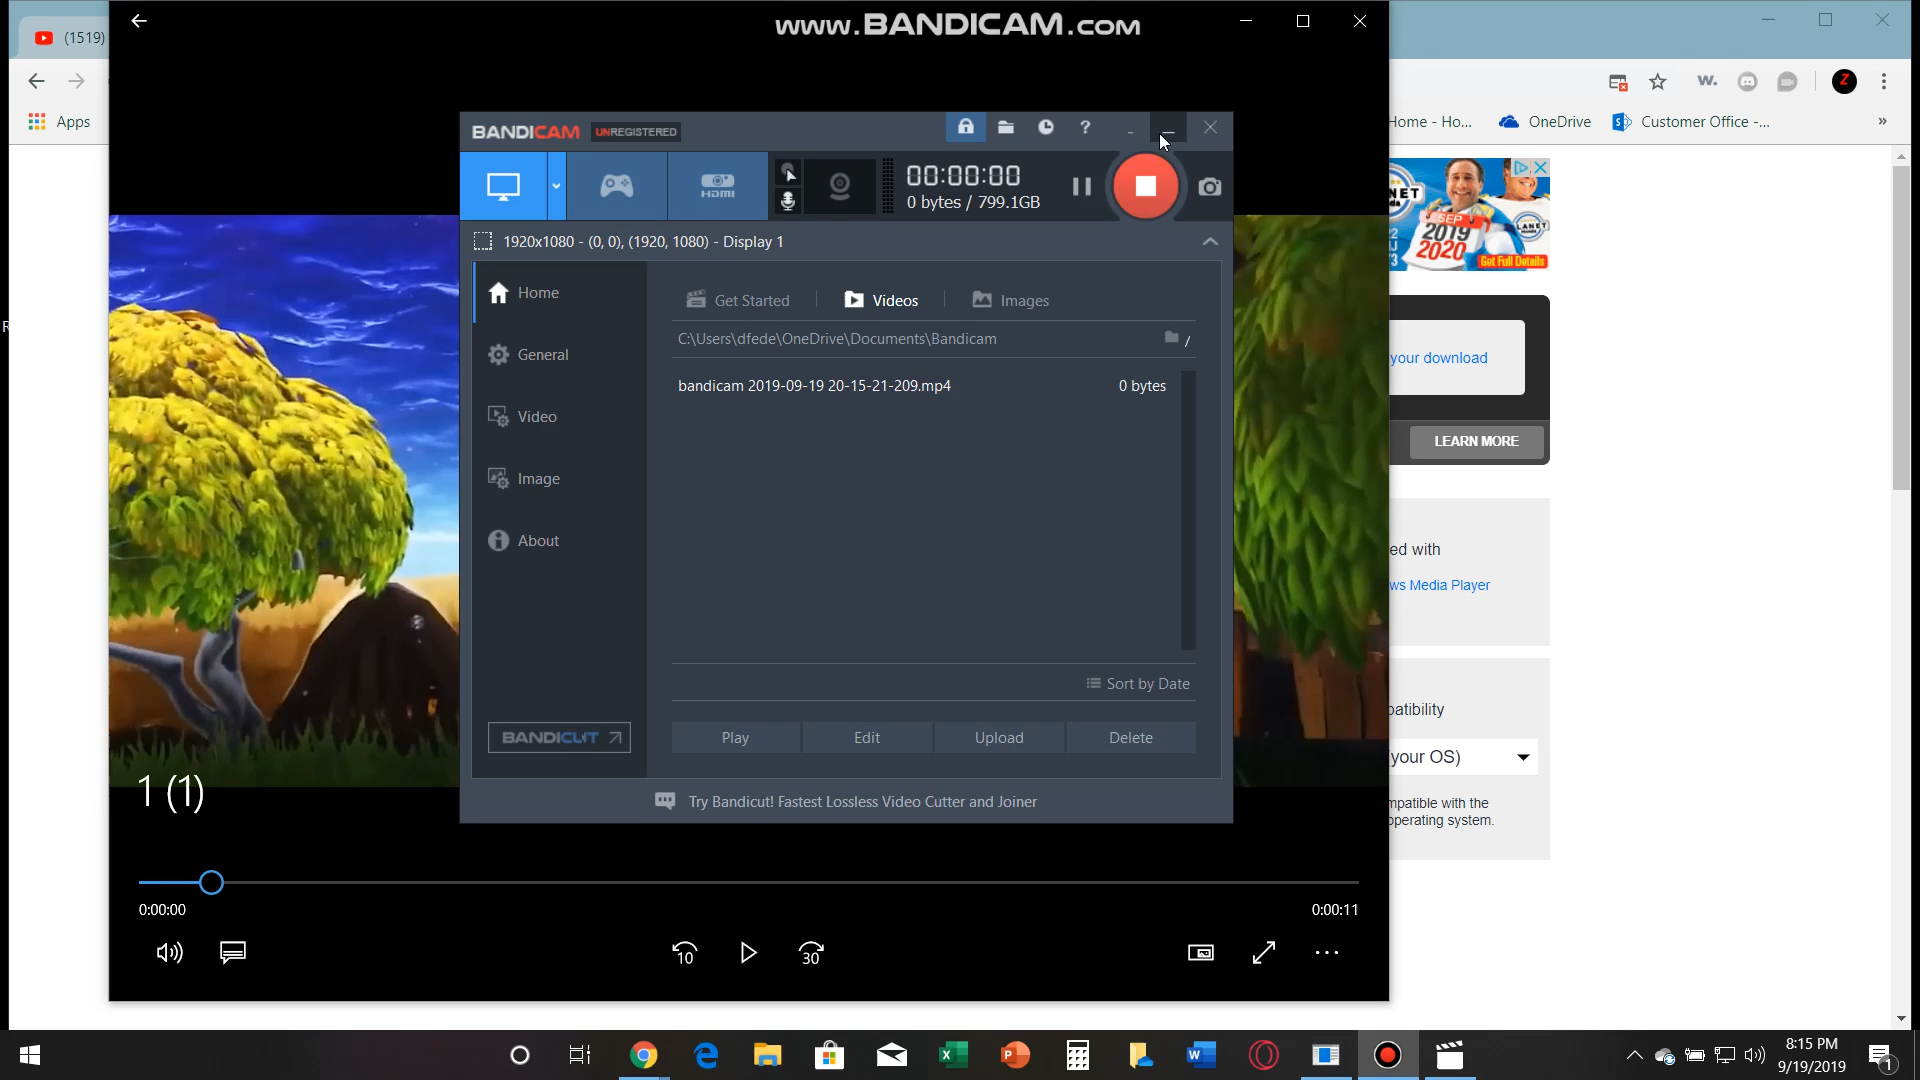 www.BANDICAM.com
(1519)
Apps
Home - Ho...
OneDrive
Customer Office -...
»
BANDICAM
UNREGISTERED
?
HDMI
00:00:00
0 bytes / 799.1GB
1920x1080 - (0, 0), (1920, 1080) - Display 1
Home
General
Video
Image
About
Get Started
Videos
Images
C:\Users\dfede\OneDrive\Documents\Bandicam
/
bandicam 2019-09-19 20-15-21-209.mp4
0 bytes
Sort by Date
BANDICUT
Play
Edit
Upload
Delete
Try Bandicut! Fastest Lossless Video Cutter and Joiner
SEP
2019
2020
Get Full Details
your download
LEARN MORE
ed with
ws Media Player
patibility
your OS)
mpatible with the
operating system.
1 (1)
0:00:00
0:00:11
10
30
8:15 PM
9/19/2019
1